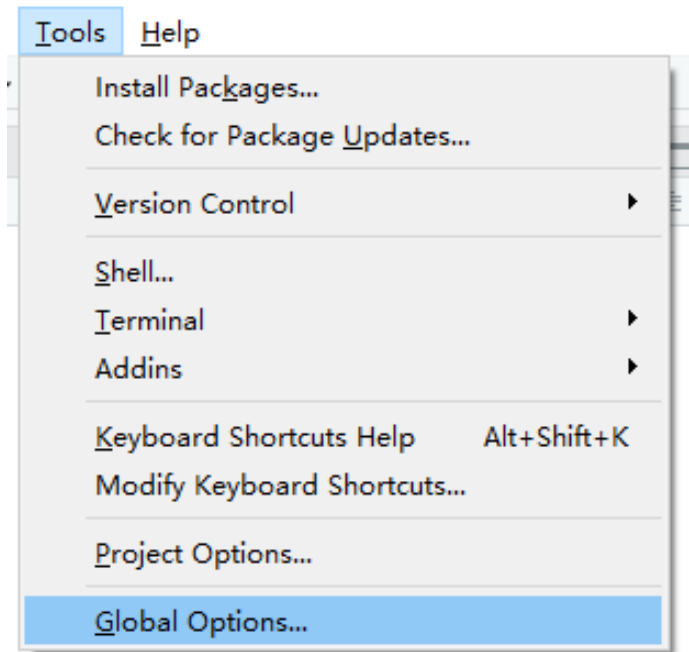 Tools Help
Install Packages...
Check for Package Updates...
Version Control
Shell...
Terminal
Addins
Keyboard Shortcuts Help Alt+Shift+K
Modify Keyboard Shortcuts...
Project Options...
Global Options...